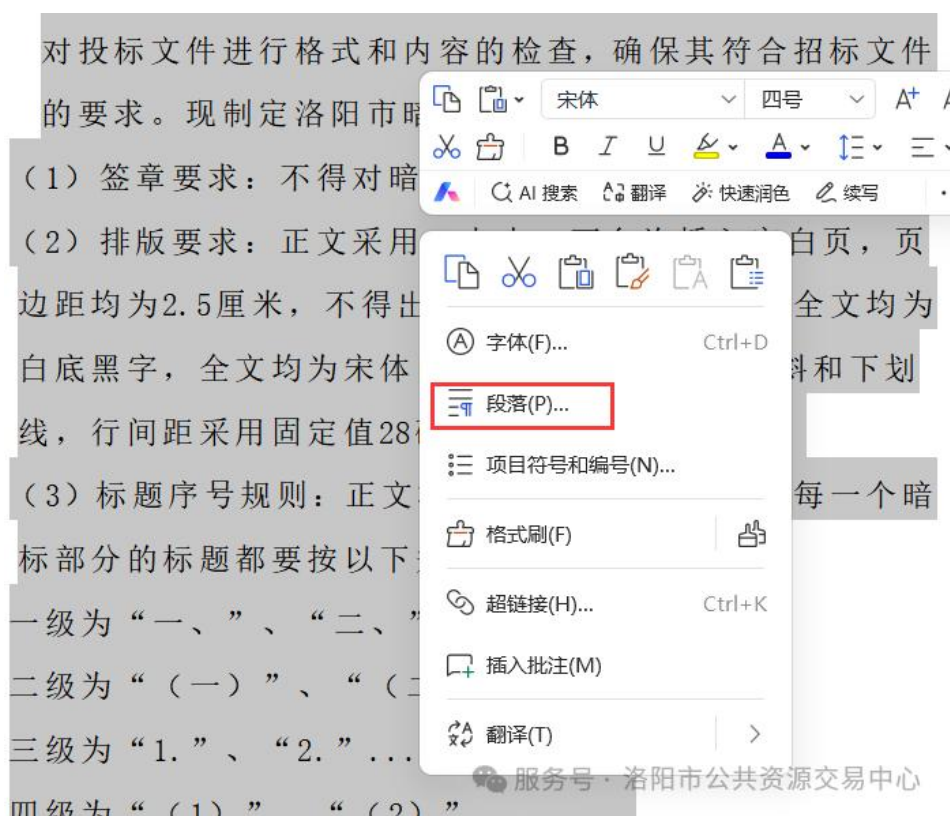 对投标文件进行格式和内容的检查，确保其符合招标文件
的要求。现制定洛阳市暗
（1）签章要求：不得对暗
（2）排版要求：正文采用
白页，页
边距均为2.5厘米，不得出
全文均为
白底黑字，全文均为宋体
和下划
线，行间距采用固定值28
（3）标题序号规则：正文
每一个暗
标部分的标题都要按以下
一级为“一、”、“二、”
二级为“（一）”、“（
三级为“1.”、“2.”...
四级为“（1）”、“（2）”
宋体 四号 A+
B I U A
AI 搜索 翻译 快速润色 续写
字体(F)... Ctrl+D
段落(P)...
项目符号和编号(N)...
格式刷(F)
超链接(H)... Ctrl+K
插入批注(M)
翻译(T)
服务号 · 洛阳市公共资源交易中心